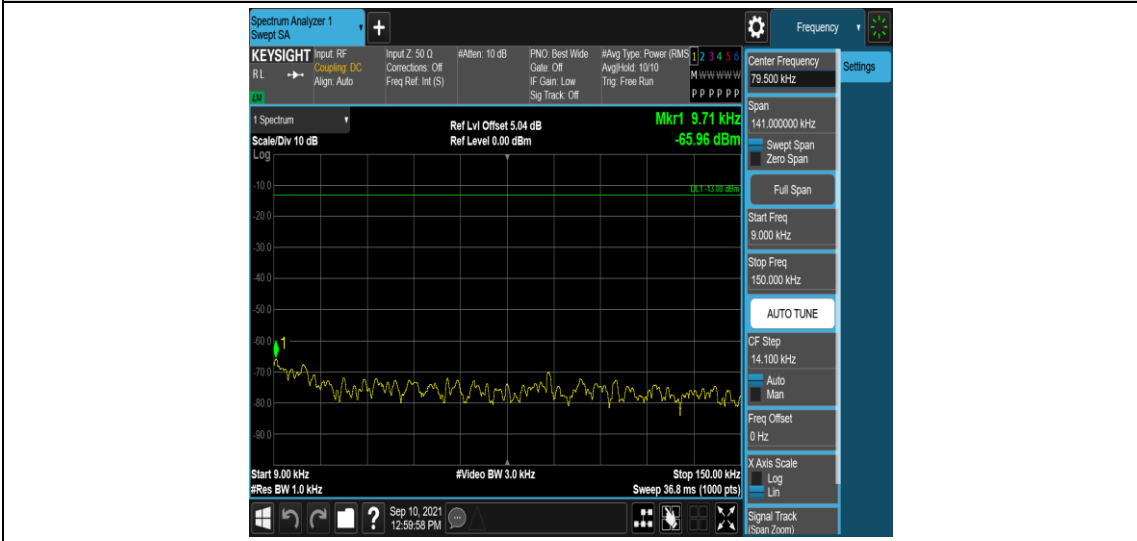 Spectrum Analyzer 1
Swept SA
Frequency
KEYSIGHT Input: RF Input Z: 50 Ω #Atten: 10 dB PNO: Best Wide #Avg Type: Power (RMS 1 2 3 4 5 6
RL Coupling: DC Corrections: Off Gate: Off Avg|Hold: 10/10 M W W W W W
Align: Auto Freq Ref: Int (S) IF Gain: Low Trig: Free Run
Sig Track: Off P P P P P P
1 Spectrum
Scale/Div 10 dB
Log
Ref Lvl Offset 5.04 dB
Ref Level 0.00 dBm
Mkr1 9.71 kHz
-65.96 dBm
DL1 -13.00 dBm
-10.0
-20.0
-30.0
-40.0
-50.0
-60.0
1
-70.0
-80.0
-90.0
Start 9.00 kHz #Video BW 3.0 kHz Stop 150.00 kHz
#Res BW 1.0 kHz Sweep 36.8 ms (1000 pts)
Center Frequency
79.500 kHz
Settings
Span
141.000000 kHz
Swept Span
Zero Span
Full Span
Start Freq
9.000 kHz
Stop Freq
150.000 kHz
AUTO TUNE
CF Step
14.100 kHz
Auto
Man
Freq Offset
0 Hz
X Axis Scale
Log
Lin
Signal Track
(Span Zoom)
?
Sep 10, 2021
12:59:58 PM